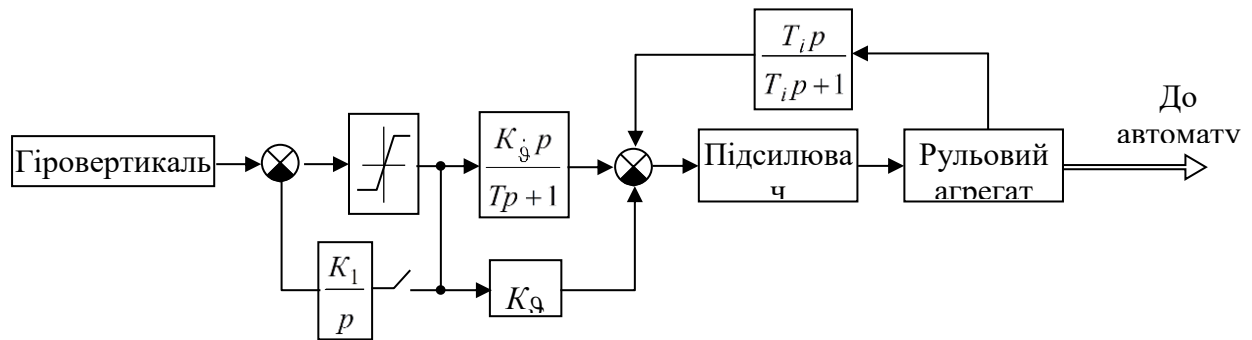 T_i p
T_i p + 1
До
автомату
Гіровертикаль
K_ϑ̇ p
Tp + 1
Підсилюва
ч
Рульовий
агрегат
K_1
p
K_ϑ